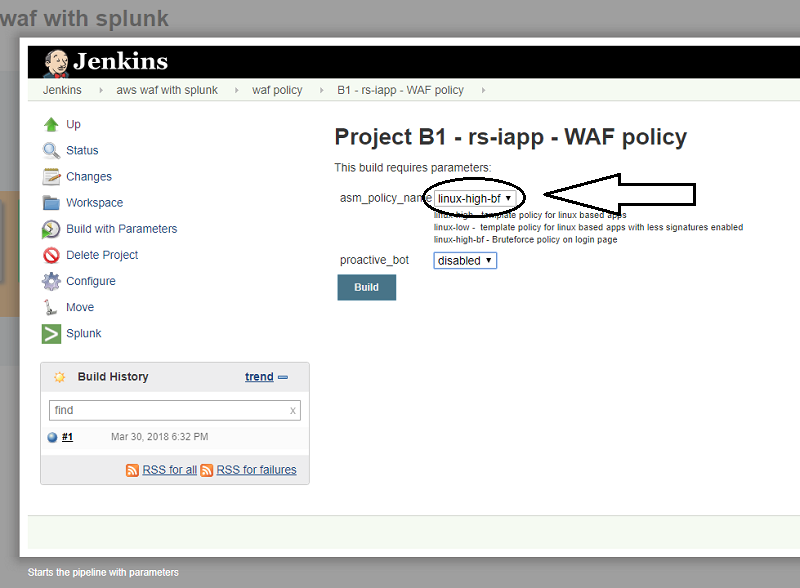 waf with splunk
Jenkins
Jenkins aws waf with splunk waf policy B1 - rs-iapp - WAF policy
Up
Status
Changes
Workspace
Build with Parameters
Delete Project
Configure
Move
Splunk
Project B1 - rs-iapp - WAF policy
This build requires parameters:
asm_policy_name linux-high-bf
linux-high - template policy for linux based apps
linux-low - template policy for linux based apps with less signatures enabled
linux-high-bf - Bruteforce policy on login page
proactive_bot disabled
Build
Build History trend
find x
#1 Mar 30, 2018 6:32 PM
RSS for all RSS for failures
Starts the pipeline with parameters